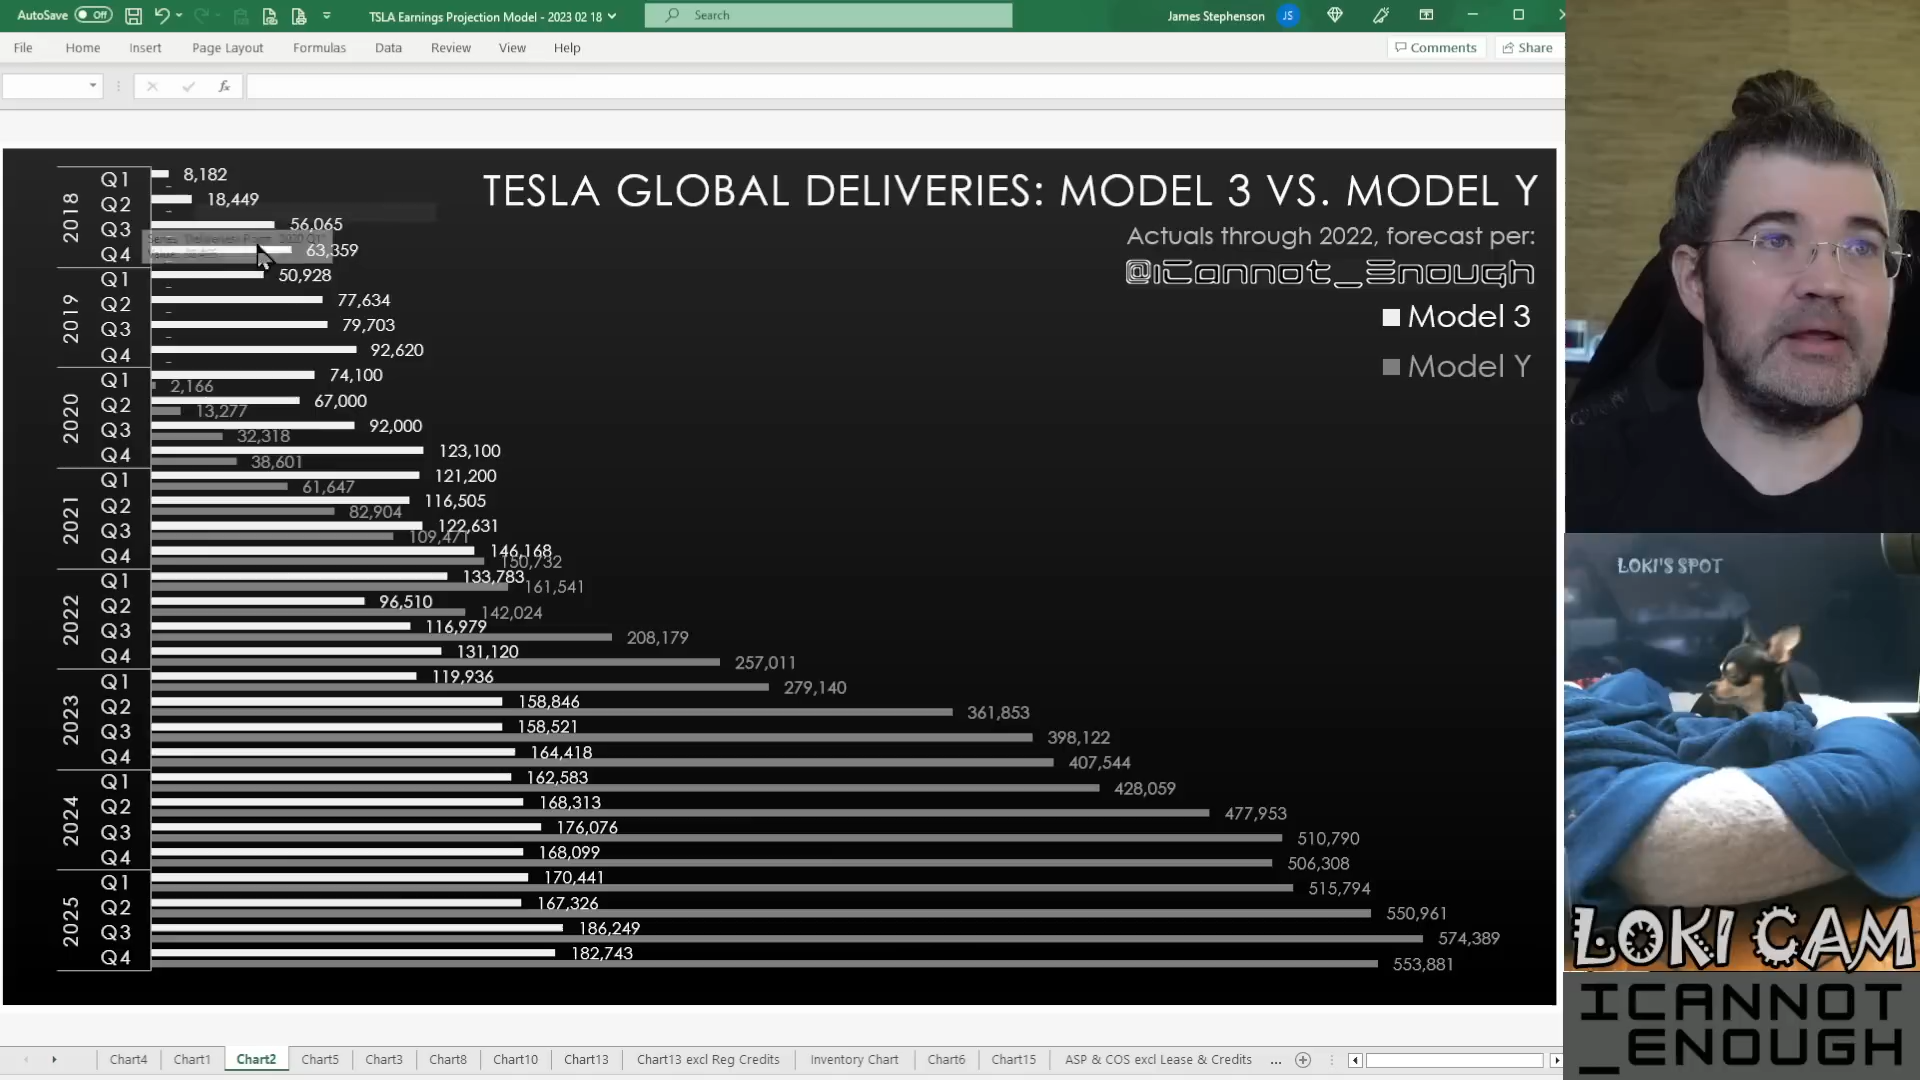 AutoSave Off TSLA Earnings Projection Model - 2023 02 18 Search James Stephenson JS
File Home Insert Page Layout Formulas Data Review View Help Comments Share
fx
TESLA GLOBAL DELIVERIES: MODEL 3 VS. MODEL Y
Actuals through 2022, forecast per:
@iCannot_Enough
Model 3
Model Y
2018
Q1 8,182
-
Q2 18,449
-
Q3 56,065
Q4 63,359
-
2019
Q1 50,928
-
Q2 77,634
-
Q3 79,703
-
Q4 92,620
-
2020
Q1 74,100
2,166
Q2 67,000
13,277
Q3 92,000
32,318
Q4 123,100
38,601
2021
Q1 121,200
61,647
Q2 116,505
82,904
Q3 122,631
109,471
Q4 146,168
150,732
2022
Q1 133,783
161,541
Q2 96,510
142,024
Q3 116,979
208,179
Q4 131,120
257,011
2023
Q1 119,936
279,140
Q2 158,846
361,853
Q3 158,521
398,122
Q4 164,418
407,544
2024
Q1 162,583
428,059
Q2 168,313
477,953
Q3 176,076
510,790
Q4 168,099
506,308
2025
Q1 170,441
515,794
Q2 167,326
550,961
Q3 186,249
574,389
Q4 182,743
553,881
LOKI'S SPOT
LOKI CAM
ICANNOT
_ENOUGH
Chart4 Chart1 Chart2 Chart5 Chart3 Chart8 Chart10 Chart13 Chart13 excl Reg Credits Inventory Chart Chart6 Chart15 ASP & COS excl Lease & Credits ...